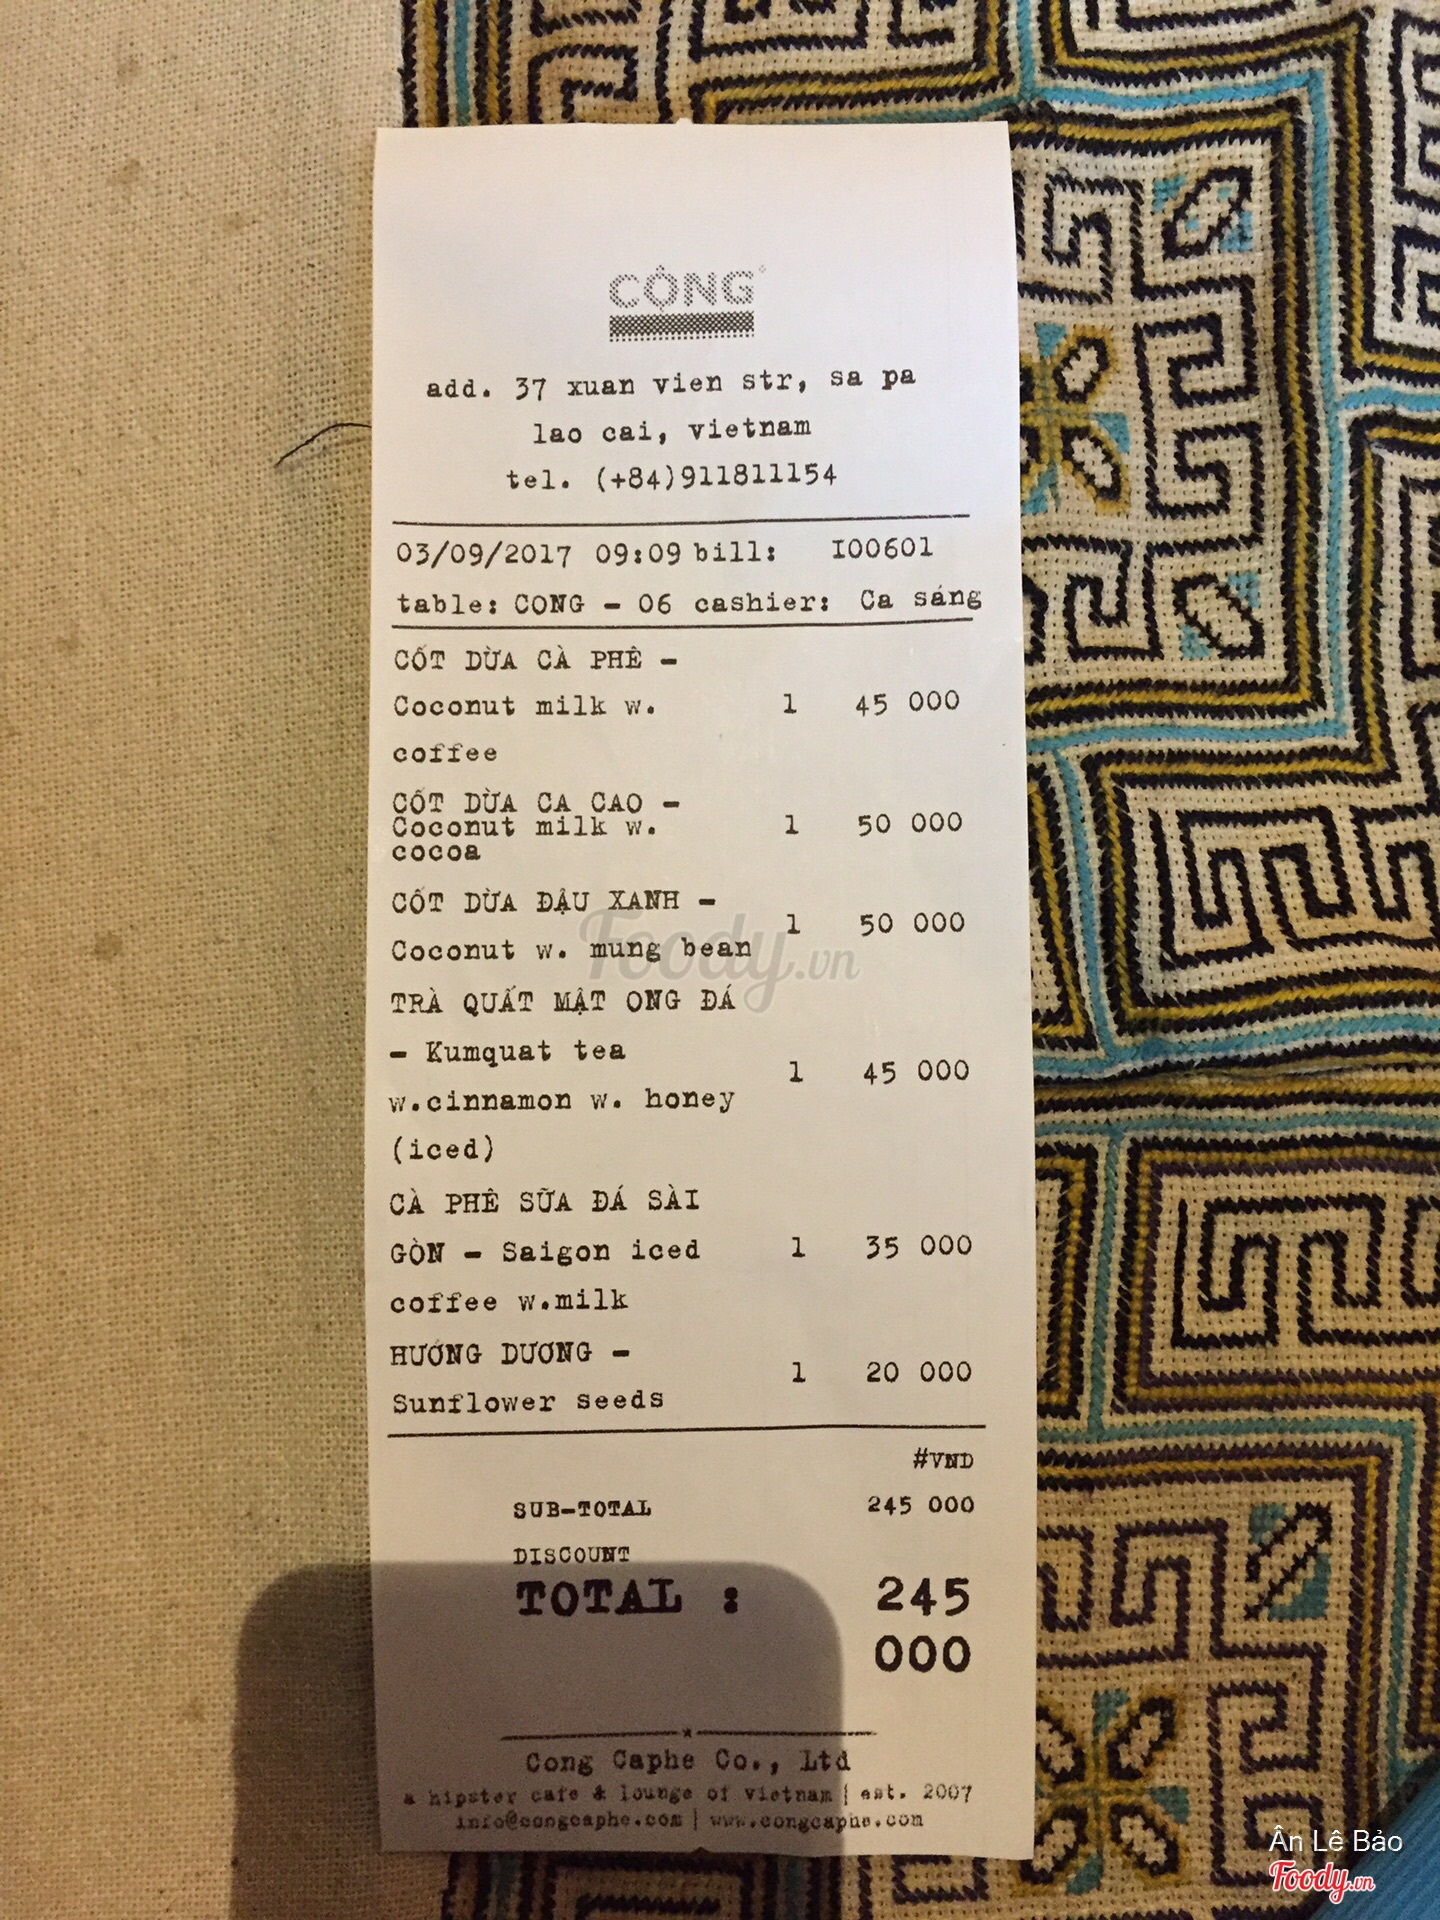 CỘNG
add. 37 xuan vien str, sa pa
lao cai, vietnam
tel. (+84)911811154
03/09/2017 09:09 bill: I00601
table: CONG - 06 cashier: Ca sáng
CỐT DỪA CÀ PHÊ -
Coconut milk w. 1 45 000
coffee
CỐT DỪA CA CAO -
Coconut milk w. 1 50 000
cocoa
CỐT DỪA ĐẬU XANH -
1 50 000
Coconut w. mung bean
Foody.vn
TRÀ QUẤT MẬT ONG ĐÁ
- Kumquat tea
1 45 000
w.cinnamon w. honey
(iced)
CÀ PHÊ SỮA ĐÁ SÀI
GÒN - Saigon iced 1 35 000
coffee w.milk
HƯỚNG DƯƠNG -
1 20 000
Sunflower seeds
#VND
SUB-TOTAL 245 000
DISCOUNT
TOTAL : 245
000
Cong Caphe Co., Ltd
a hipster cafe & lounge of vietnam | est. 2007
info@congcaphe.com | www.congcaphe.com
Ân Lê Bảo
Foody.vn